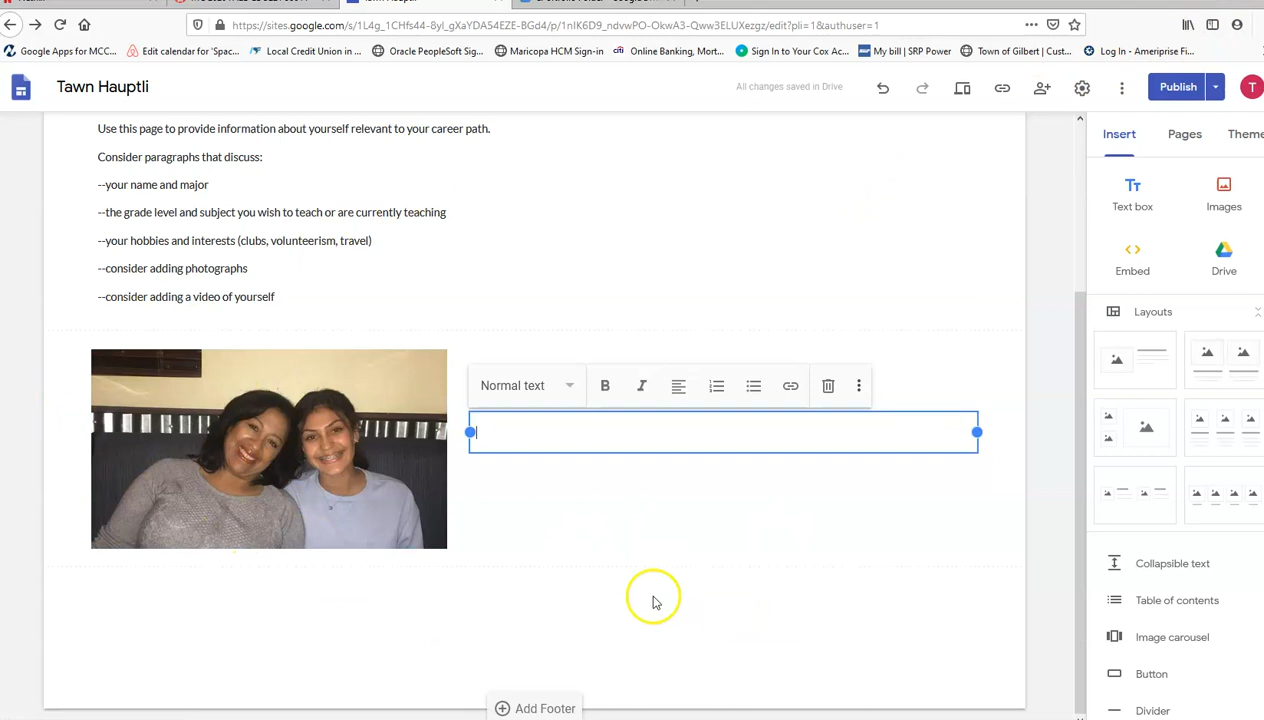 https://sites.google.com/s/1L4g_1CHfs44-8yl_gXaYDA54EZE-BGd4/p/1nIK6D9_ndvwPO-OkwA3-Qww3ELUXezgz/edit?pli=1&authuser=1
Google Apps for MCC... Edit calendar for 'Spac... Local Credit Union in ... Oracle PeopleSoft Sig... Maricopa HCM Sign-in Online Banking, Mort... Sign In to Your Cox Ac... My bill | SRP Power Town of Gilbert | Cust... Log In - Ameriprise Fi...
Tawn Hauptli
All changes saved in Drive
Publish
T
Use this page to provide information about yourself relevant to your career path.
Consider paragraphs that discuss:
--your name and major
--the grade level and subject you wish to teach or are currently teaching
--your hobbies and interests (clubs, volunteerism, travel)
--consider adding photographs
--consider adding a video of yourself
Normal text B I
Add Footer
Insert Pages Theme
Text box Images
Embed Drive
Layouts
Collapsible text
Table of contents
Image carousel
Button
Divider